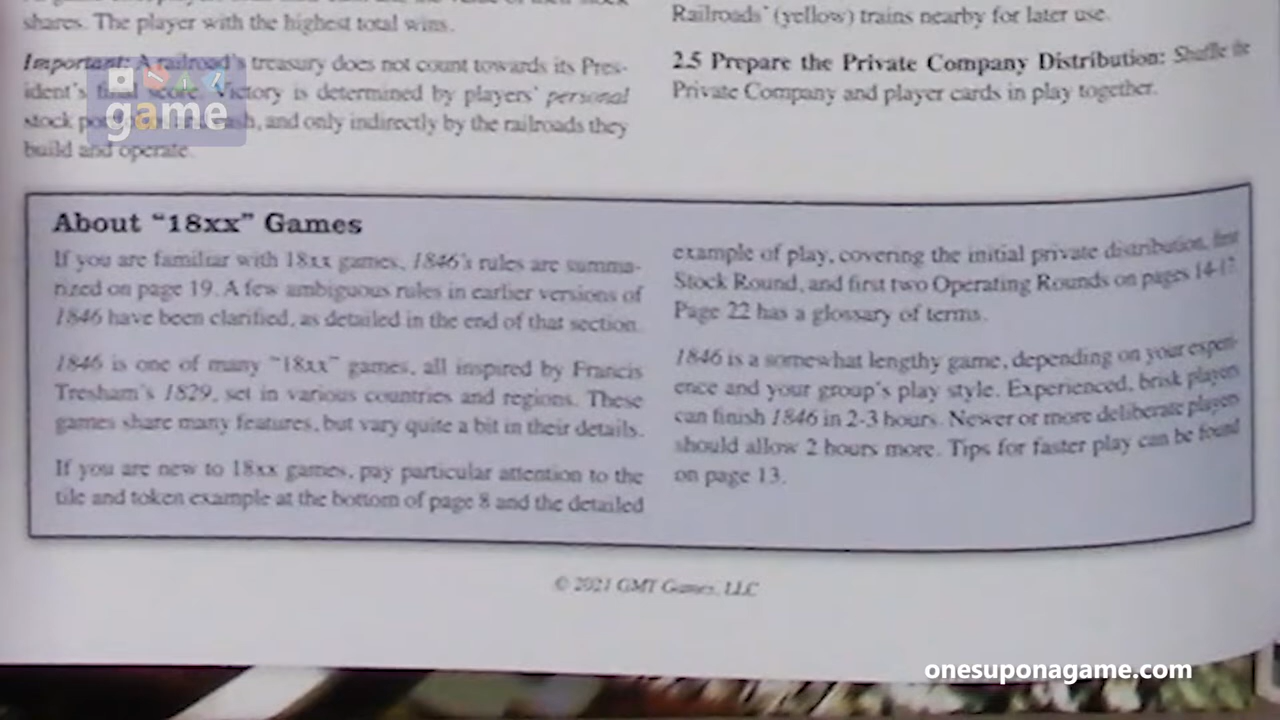 shares. The player with the highest total wins.
Important: A railroad's treasury does not count towards its Pres-
ident's final score. Victory is determined by players' personal
stock and only indirectly by the railroads they
build and operate.
Railroads' (yellow) trains nearby for later use.
2.5 Prepare the Private Company Distribution: Shuffle the
Private Company and player cards in play together.
game
About "18xx" Games
If you are familiar with 18xx games, 1846's rules are summa-
rized on page 19. A few ambiguous rules in earlier versions of
1846 have been clarified, as detailed in the end of that section.
1846 is one of many "18xx" games, all inspired by Francis
Tresham's 1829, set in various countries and regions. These
games share many features, but vary quite a bit in their details.
If you are new to 18xx games, pay particular attention to the
tile and token example at the bottom of page 8 and the detailed
example of play, covering the initial private distribution, first
Stock Round, and first two Operating Rounds on pages 14-17.
Page 22 has a glossary of terms.
1846 is a somewhat lengthy game, depending on your experi-
ence and your group's play style. Experienced, brisk players
can finish 1846 in 2-3 hours. Newer or more deliberate players
should allow 2 hours more. Tips for faster play can be found
on page 13.
© 2021 GMT Games, LLC
onesuponagame.com